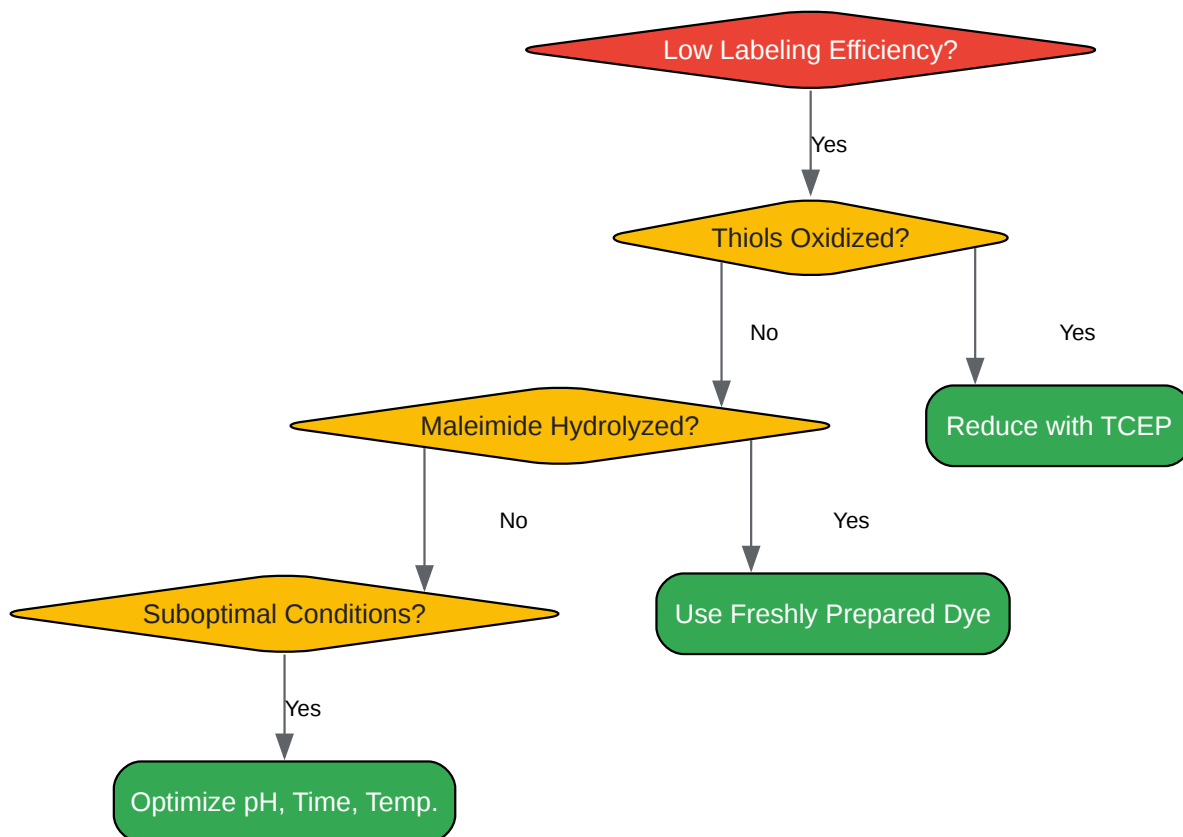 Low Labeling Efficiency?
Yes
Thiols Oxidized?
No
Yes
Maleimide Hydrolyzed?
Reduce with TCEP
No
Yes
Suboptimal Conditions?
Use Freshly Prepared Dye
Yes
Optimize pH, Time, Temp.